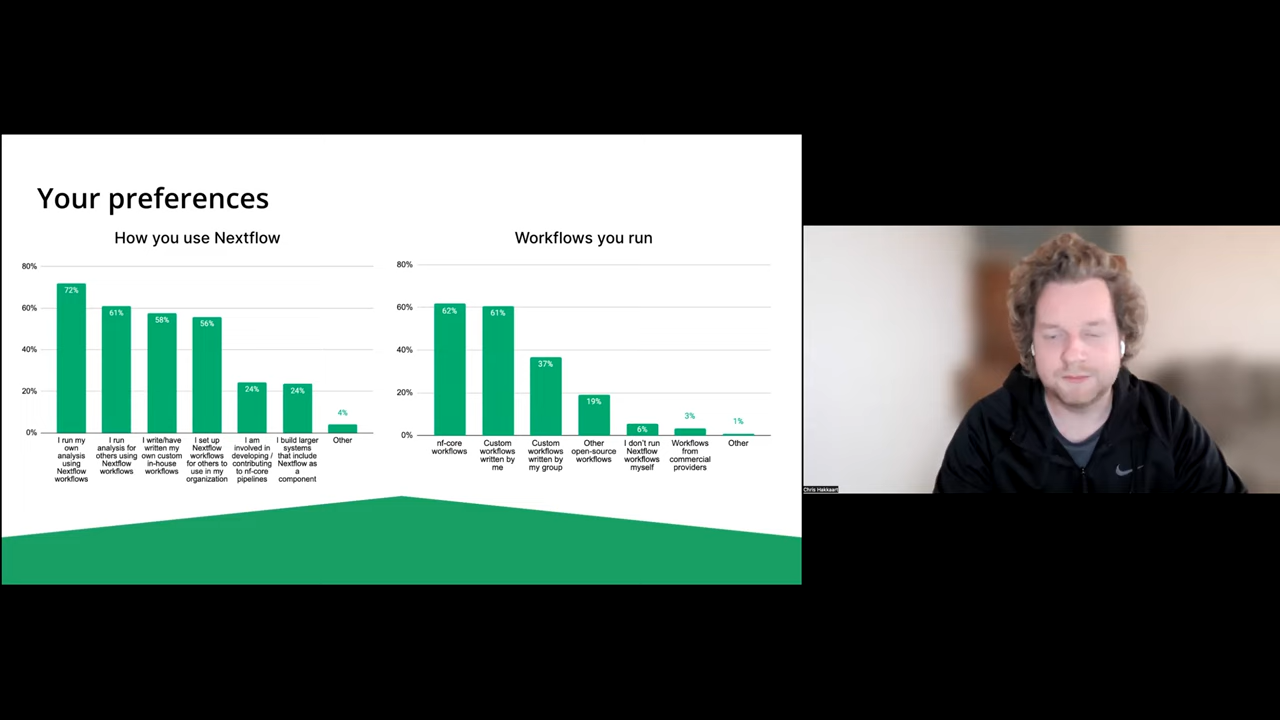 Your preferences
How you use Nextflow
80%
60%
40%
20%
0%
72%
61%
58%
56%
24%
24%
4%
I run my
own
analysis
using
Nextflow
workflows
I run
analysis for
others using
Nextflow
workflows
I write/have
written my
own custom
in-house
workflows
I set up
Nextflow
workflows
for others to
use in my
organization
I am
involved in
developing /
contributing
to nf-core
pipelines
I build larger
systems
that include
Nextflow as
a
component
Other
Workflows you run
80%
60%
40%
20%
0%
62%
61%
37%
19%
6%
3%
1%
nf-core
workflows
Custom
workflows
written by
me
Custom
workflows
written by
my group
Other
open-source
workflows
I don't run
Nextflow
workflows
myself
Workflows
from
commercial
providers
Other
Chris Hakkaart